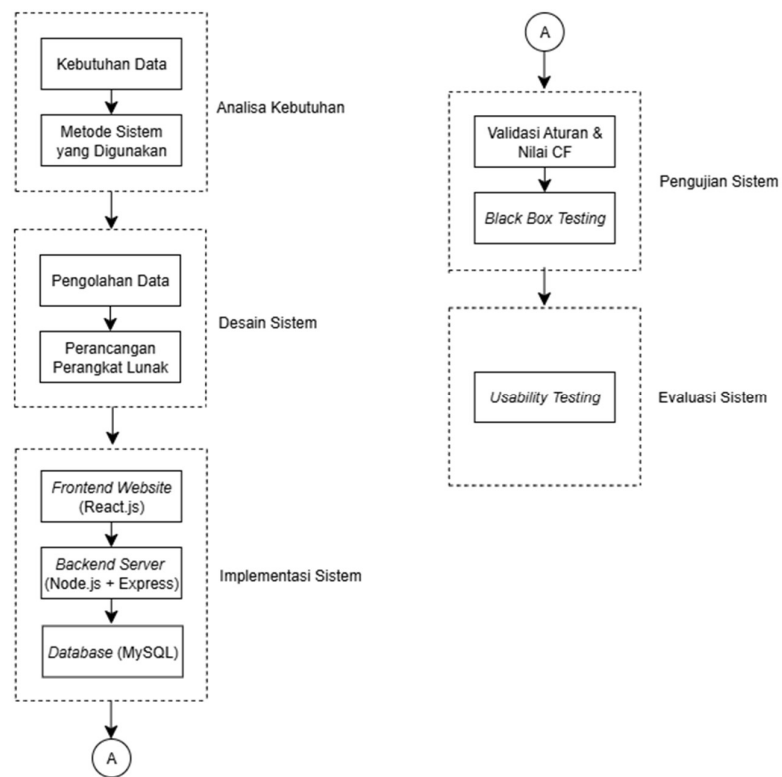 Kebutuhan Data
Metode Sistem
yang Digunakan
Analisa Kebutuhan
Pengolahan Data
Perancangan
Perangkat Lunak
Desain Sistem
Frontend Website
(React.js)
Backend Server
(Node.js + Express)
Database (MySQL)
Implementasi Sistem
A
A
Validasi Aturan &
Nilai CF
Black Box Testing
Pengujian Sistem
Usability Testing
Evaluasi Sistem